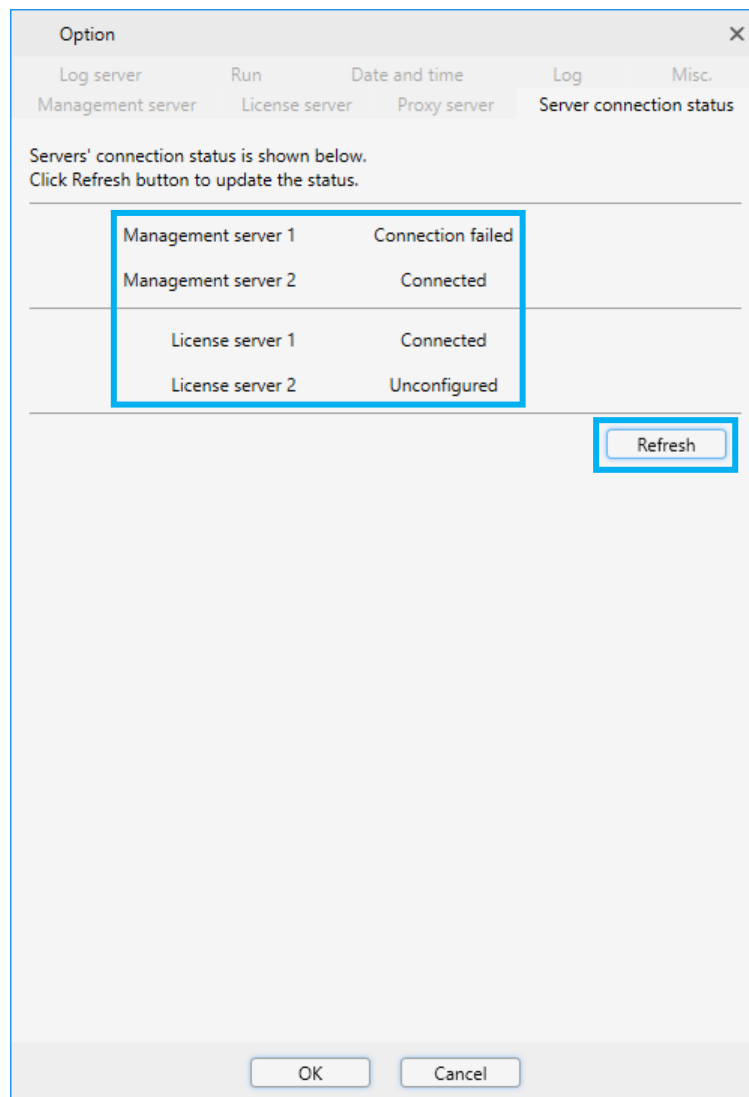 Option
Log server Run Date and time Log Misc.
Management server License server Proxy server Server connection status
Servers' connection status is shown below.
Click Refresh button to update the status.
Management server 1 Connection failed
Management server 2 Connected
License server 1 Connected
License server 2 Unconfigured
Refresh
OK Cancel